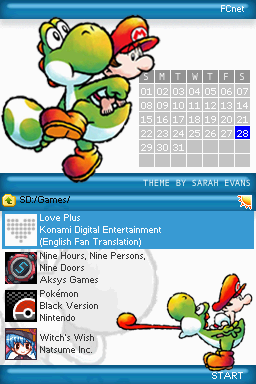 FCnet
S M T W T F S
01 02 03 04 05 06 07
08 09 10 11 12 13 14
15 16 17 18 19 20 21
22 23 24 25 26 27 28
29 30 31
THEME BY SARAH EVANS
SD:/Games/
Love Plus
Konami Digital Entertainment
(English Fan Translation)
Nine Hours, Nine Persons,
Nine Doors
Aksys Games
Pokémon
Black Version
Nintendo
Witch's Wish
Natsume Inc.
START